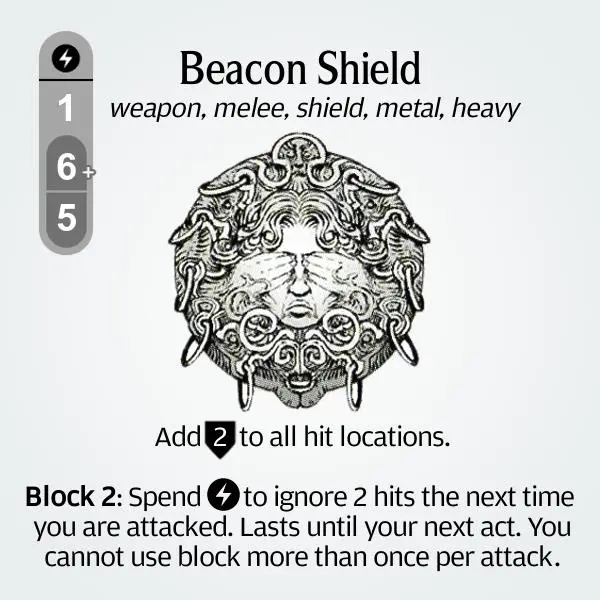 Beacon Shield
weapon, melee, shield, metal, heavy
1
6+
5
Add 2 to all hit locations.
Block 2: Spend to ignore 2 hits the next time
you are attacked. Lasts until your next act. You
cannot use block more than once per attack.